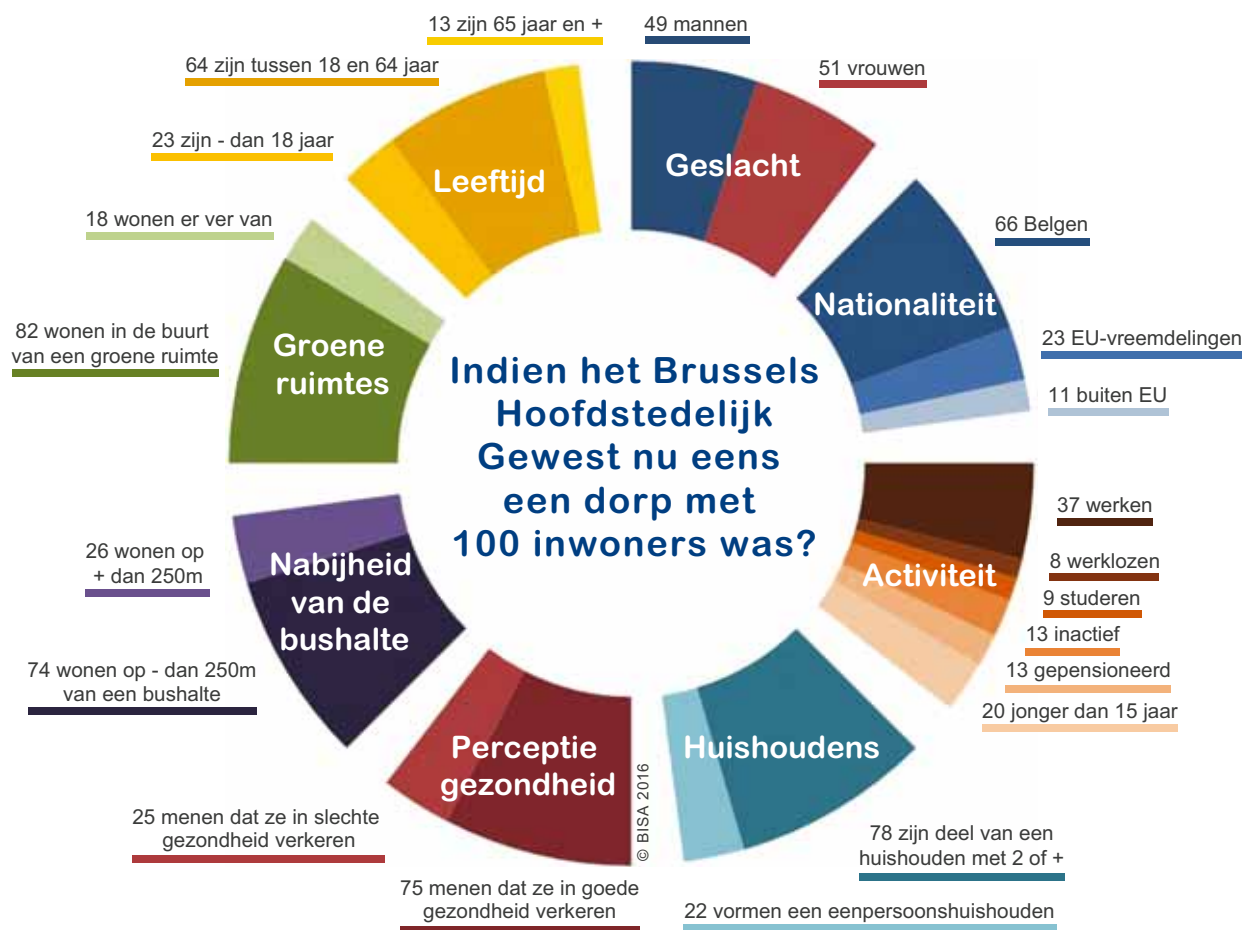 Indien het Brussels
Hoofdstedelijk
Gewest nu eens
een dorp met
100 inwoners was?
Geslacht
49 mannen
51 vrouwen
Nationaliteit
66 Belgen
23 EU-vreemdelingen
11 buiten EU
Activiteit
37 werken
8 werklozen
9 studeren
13 inactief
13 gepensioneerd
20 jonger dan 15 jaar
Huishoudens
78 zijn deel van een
huishouden met 2 of +
22 vormen een eenpersoonshuishouden
Perceptie
gezondheid
75 menen dat ze in goede
gezondheid verkeren
25 menen dat ze in slechte
gezondheid verkeren
Nabijheid
van de
bushalte
74 wonen op - dan 250m
van een bushalte
26 wonen op
+ dan 250m
Groene
ruimtes
82 wonen in de buurt
van een groene ruimte
18 wonen er ver van
Leeftijd
23 zijn - dan 18 jaar
64 zijn tussen 18 en 64 jaar
13 zijn 65 jaar en +
© BISA 2016